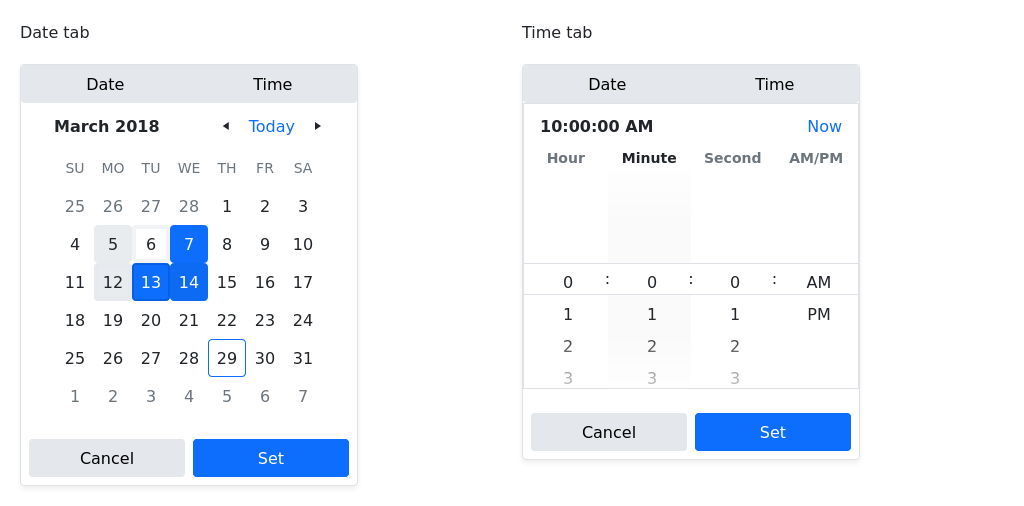 Date tab
Date Time
March 2018 Today
SU MO TU WE TH FR SA
25 26 27 28 1 2 3
4 5 6 7 8 9 10
11 12 13 14 15 16 17
18 19 20 21 22 23 24
25 26 27 28 29 30 31
1 2 3 4 5 6 7
Cancel Set
Time tab
Date Time
10:00:00 AM Now
Hour Minute Second AM/PM
0 : 0 : 0 : AM
1 1 1 PM
2 2 2
3 3 3
Cancel Set